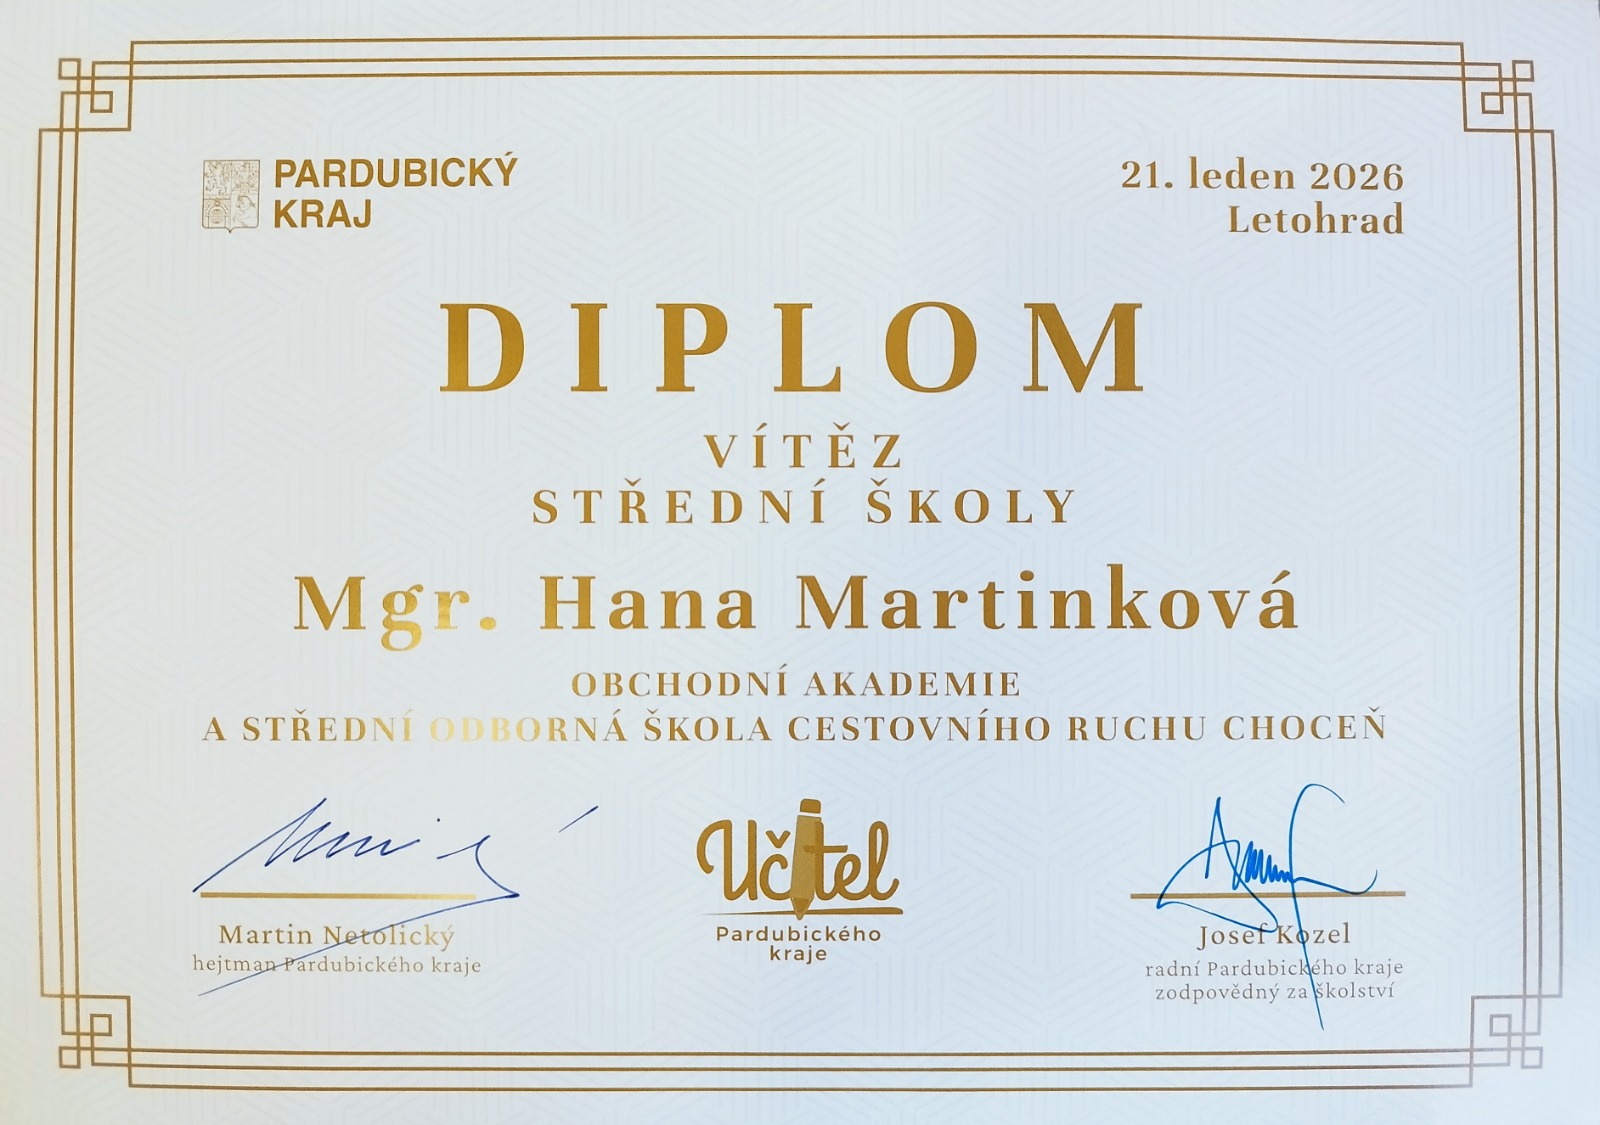 PARDUBICKÝ
KRAJ
21. leden 2026
Letohrad
DIPLOM
VÍTĚZ
STŘEDNÍ ŠKOLY
Mgr. Hana Martinková
OBCHODNÍ AKADEMIE
A STŘEDNÍ ODBORNÁ ŠKOLA CESTOVNÍHO RUCHU CHOCEŇ
Martin Netolický
hejtman Pardubického kraje
Učitel
Pardubického
kraje
Josef Kozel
radní Pardubického kraje
zodpovědný za školství